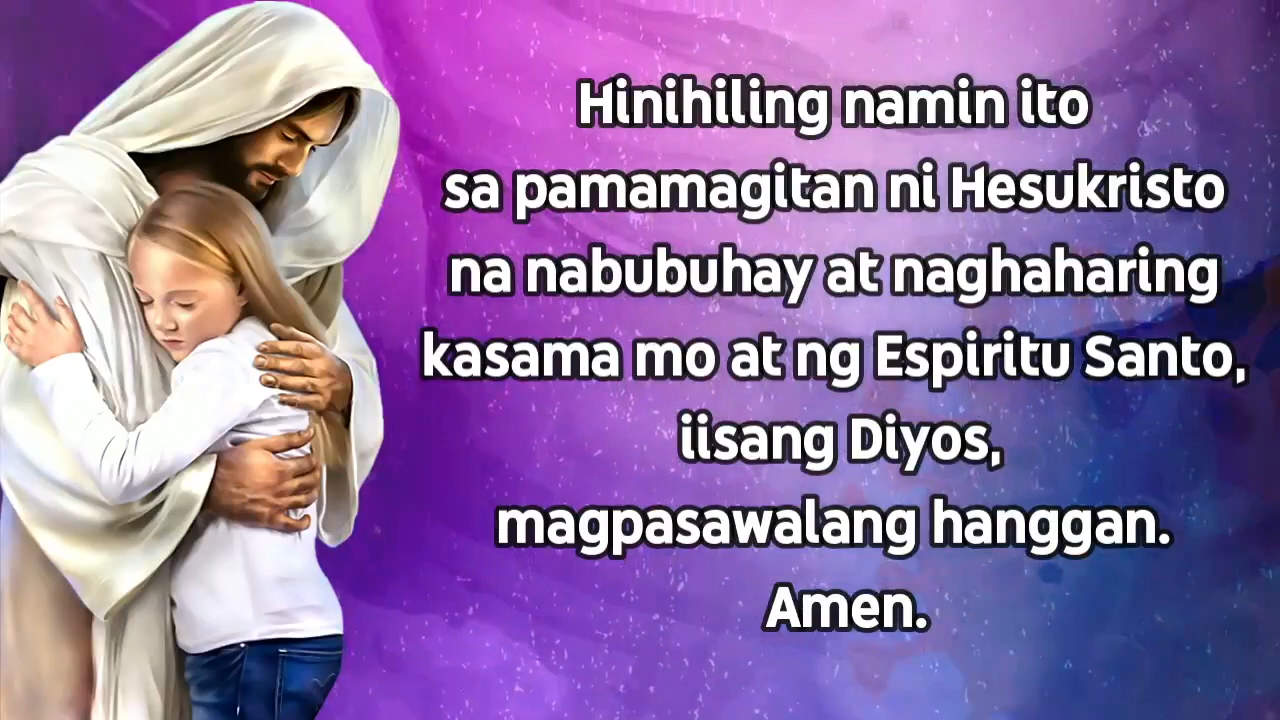 Hinihiling namin ito
sa pamamagitan ni Hesukristo
na nabubuhay at naghaharing
kasama mo at ng Espiritu Santo,
iisang Diyos,
magpasawalang hanggan.
Amen.